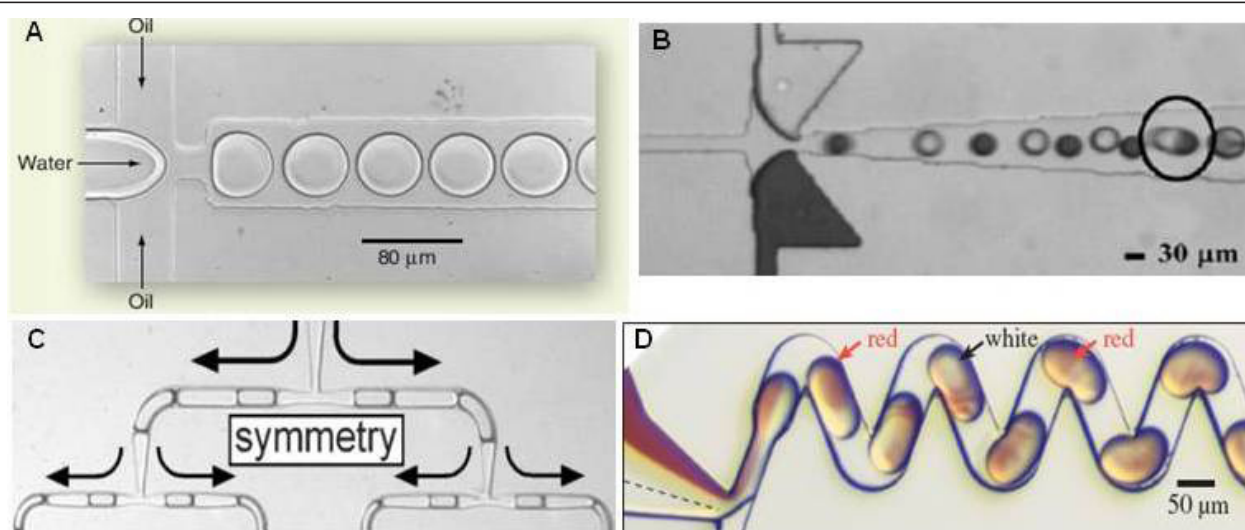 A
Oil
Water
80 μm
Oil
B
30 μm
C
symmetry
D
red
white
red
50 μm